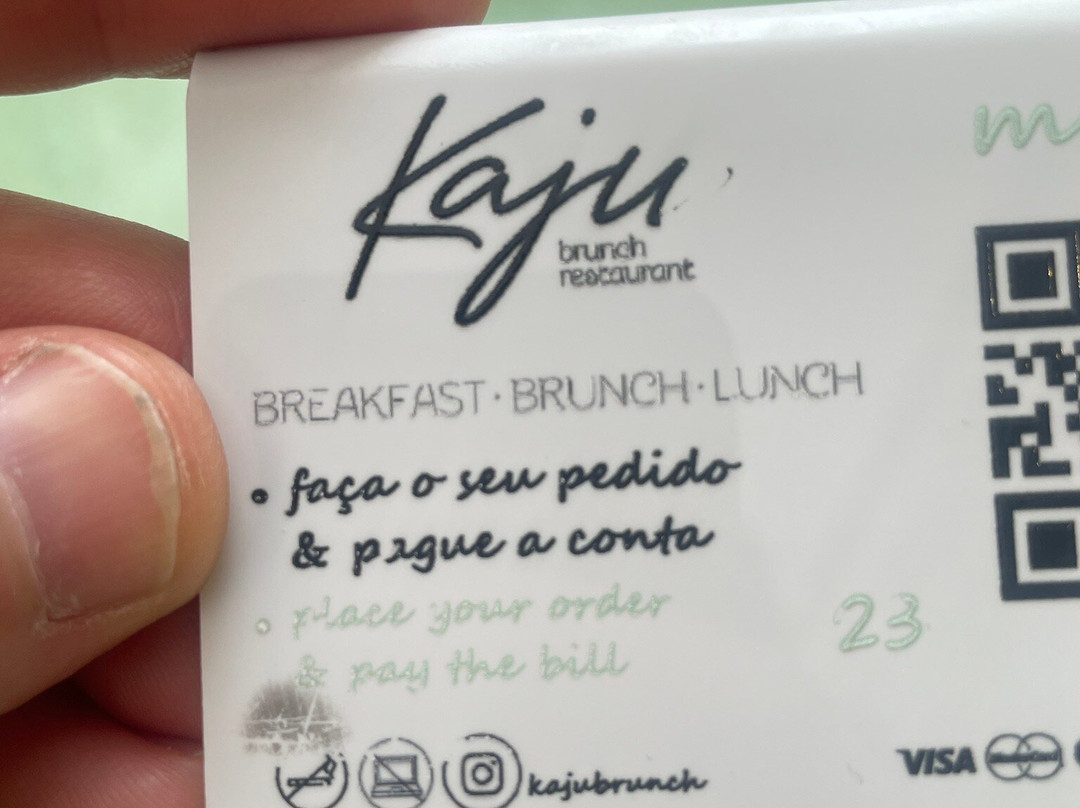 Kaju
brunch
restaurant
BREAKFAST · BRUNCH · LUNCH
• faça o seu pedido
& pague a conta
• place your order
& pay the bill
kajubrunch
23
VISA
MasterCard